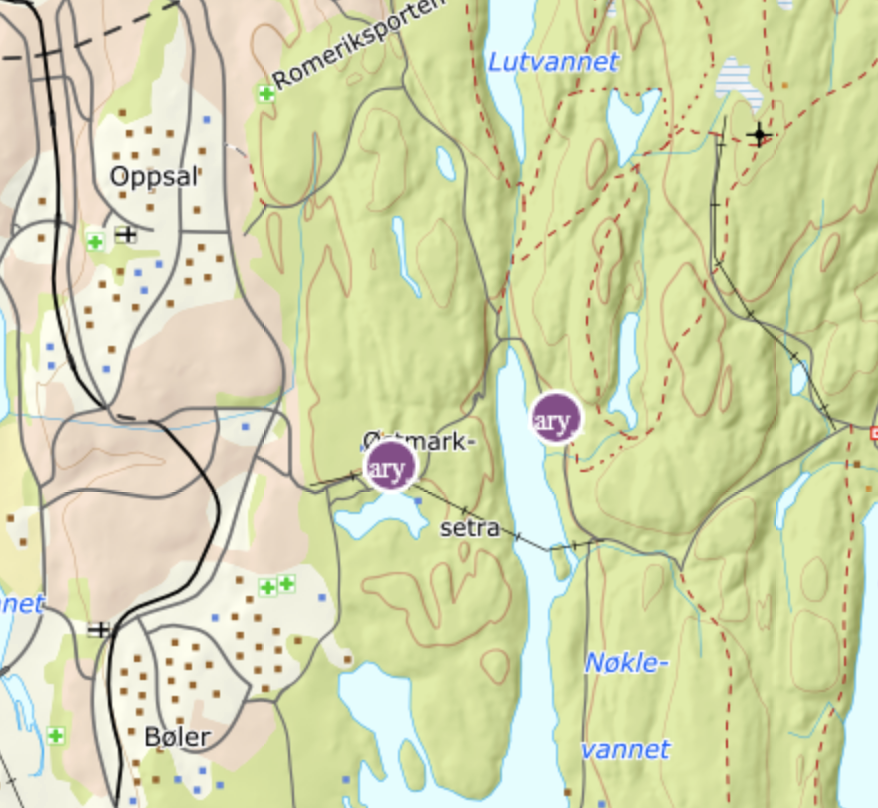 Romeriksporten
Lutvannet
Oppsal
ary
Østmark-
ary
setra
Nøkle-
vannet
Bøler